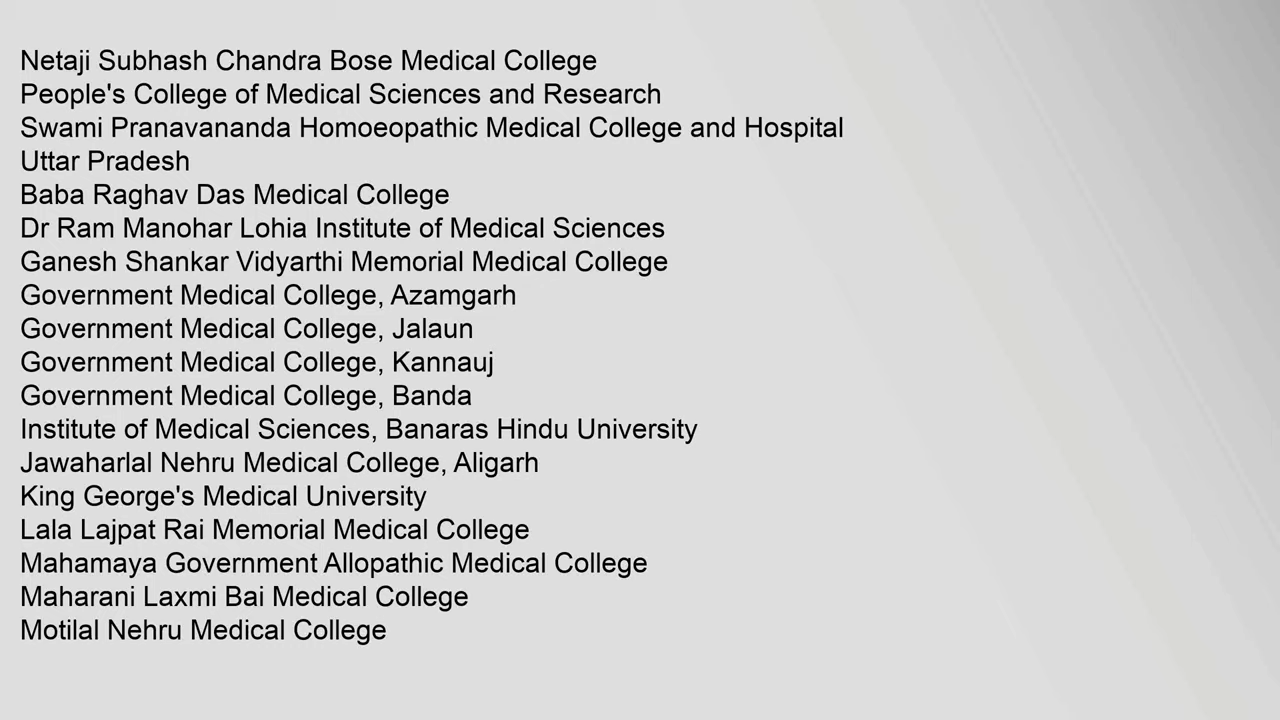 Netaji Subhash Chandra Bose Medical College
People's College of Medical Sciences and Research
Swami Pranavananda Homoeopathic Medical College and Hospital
Uttar Pradesh
Baba Raghav Das Medical College
Dr Ram Manohar Lohia Institute of Medical Sciences
Ganesh Shankar Vidyarthi Memorial Medical College
Government Medical College, Azamgarh
Government Medical College, Jalaun
Government Medical College, Kannauj
Government Medical College, Banda
Institute of Medical Sciences, Banaras Hindu University
Jawaharlal Nehru Medical College, Aligarh
King George's Medical University
Lala Lajpat Rai Memorial Medical College
Mahamaya Government Allopathic Medical College
Maharani Laxmi Bai Medical College
Motilal Nehru Medical College